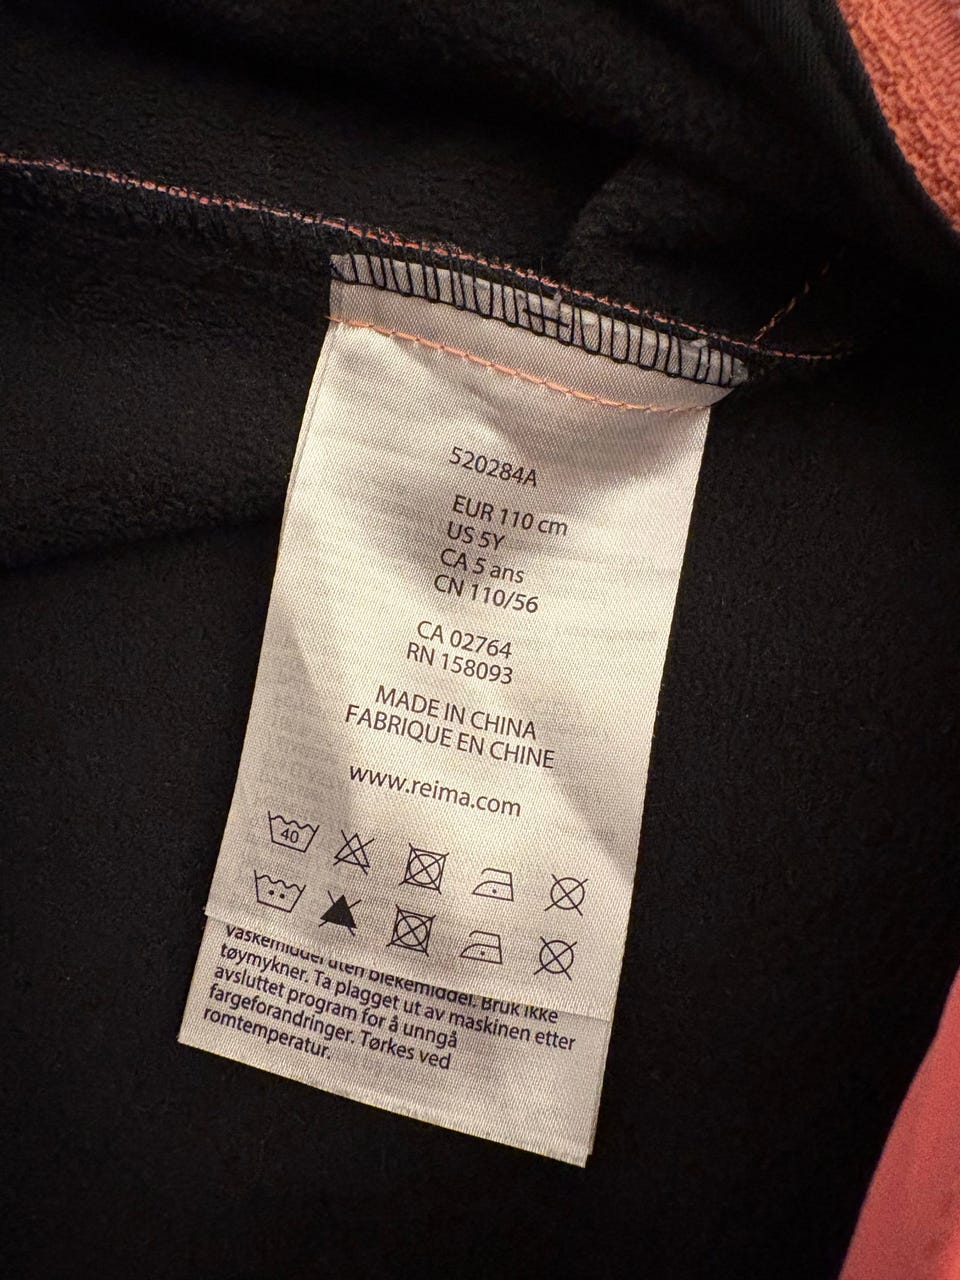 520284A
EUR 110 cm
US 5Y
CA 5 ans
CN 110/56
CA 02764
RN 158093
MADE IN CHINA
FABRIQUE EN CHINE
www.reima.com
40
vaskemiddel uten blekemiddel. Bruk ikke
tøymykner. Ta plagget ut av maskinen etter
avsluttet program for å unngå
fargeforandringer. Tørkes ved
romtemperatur.